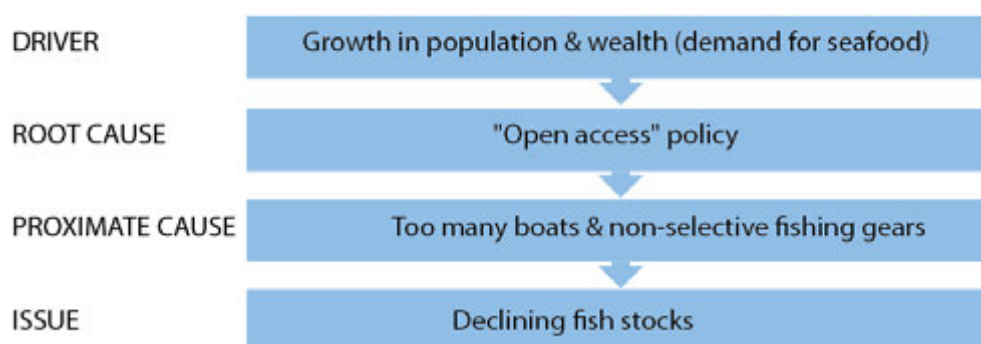 DRIVER Growth in population & wealth (demand for seafood)
ROOT CAUSE "Open access" policy
PROXIMATE CAUSE Too many boats & non-selective fishing gears
ISSUE Declining fish stocks